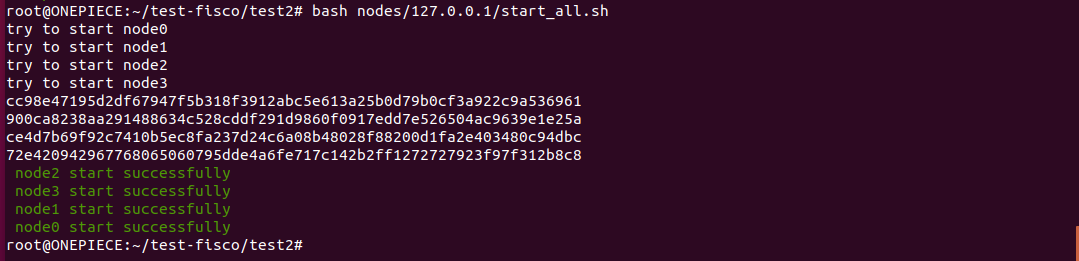 root@ONEPIECE:~/test-fisco/test2# bash nodes/127.0.0.1/start_all.sh
try to start node0
try to start node1
try to start node2
try to start node3
cc98e47195d2df67947f5b318f3912abc5e613a25b0d79b0cf3a922c9a536961
900ca8238aa291488634c528cddf291d9860f0917edd7e526504ac9639e1e25a
ce4d7b69f92c7410b5ec8fa237d24c6a08b48028f88200d1fa2e403480c94dbc
72e420942967768065060795dde4a6fe717c142b2ff1272727923f97f312b8c8
node2 start successfully
node3 start successfully
node1 start successfully
node0 start successfully
root@ONEPIECE:~/test-fisco/test2#